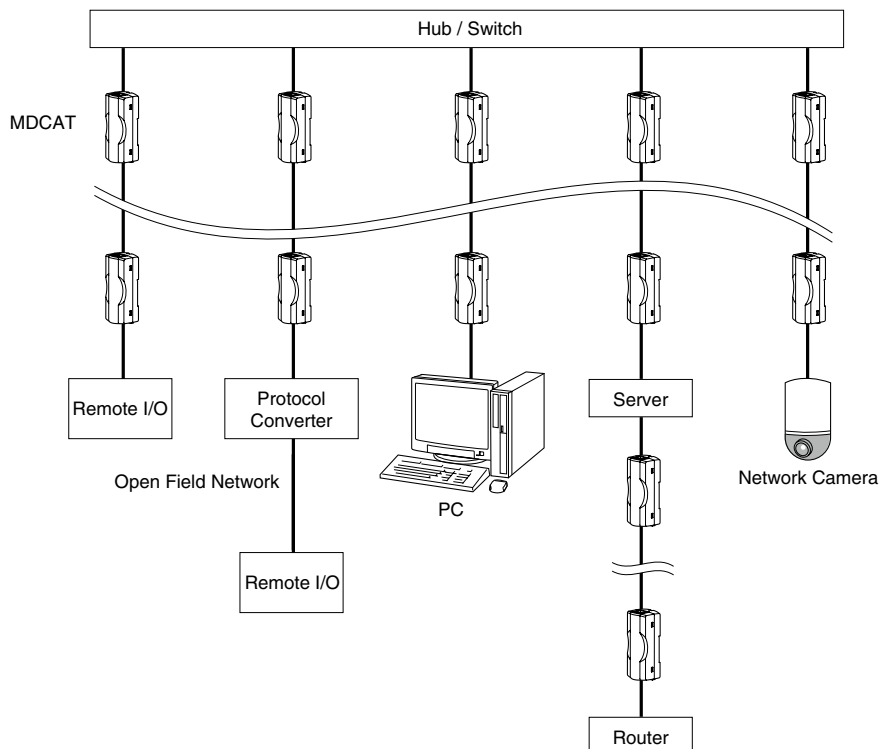 Hub / Switch
MDCAT
Remote I/O
Protocol
Converter
Server
Network Camera
Open Field Network
PC
Remote I/O
Router